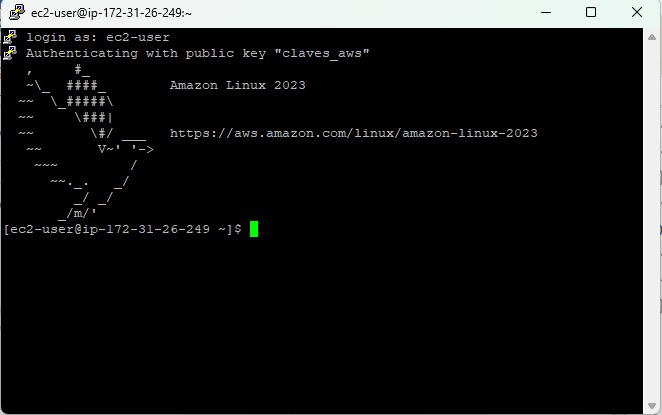 ec2-user@ip-172-31-26-249:~
login as: ec2-user
Authenticating with public key "claves_aws"
   ,     #_
   ~\_  ####_        Amazon Linux 2023
  ~~  \_#####\
  ~~     \###|
  ~~       \#/ ___   https://aws.amazon.com/linux/amazon-linux-2023
   ~~       V~' '->
    ~~~         /
      ~~._.   _/
         _/ _/
       _/m/'
[ec2-user@ip-172-31-26-249 ~]$